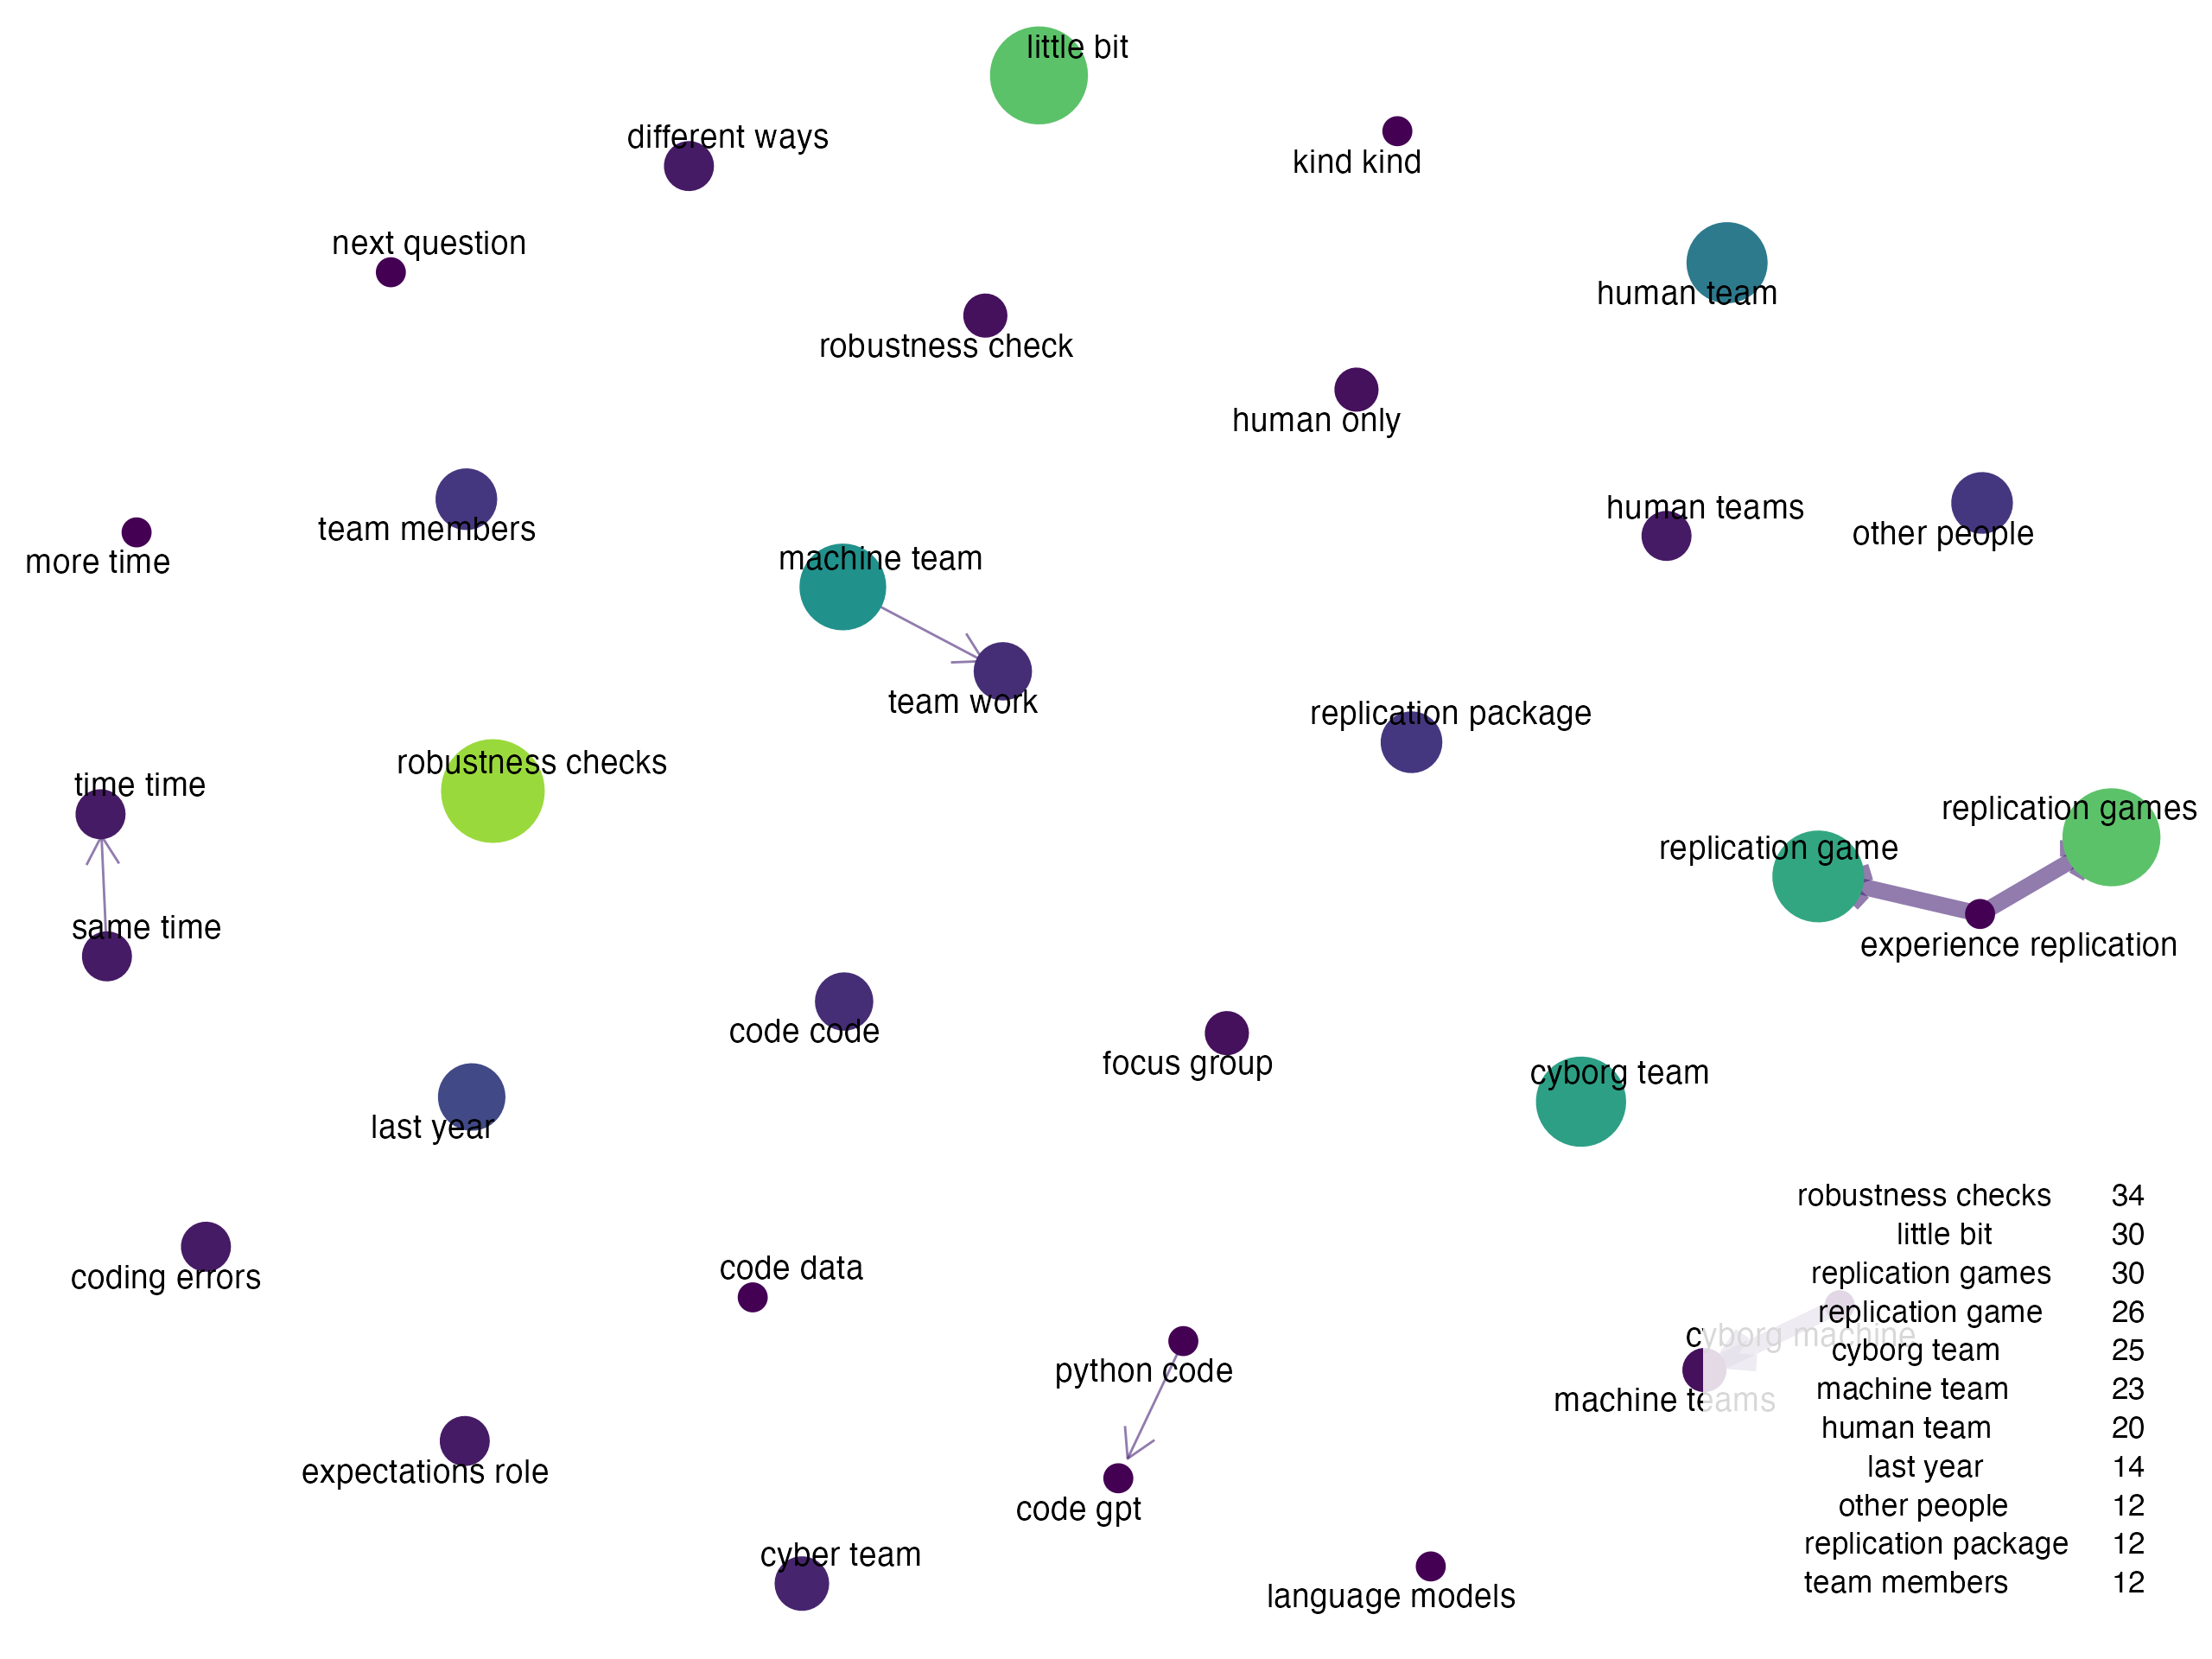 little bit
different ways
kind kind
next question
human team
robustness check
human only
team members
human teams
other people
more time
machine team
team work
replication package
robustness checks
time time
replication games
replication game
same time
experience replication
code code
focus group
cyborg team
last year
coding errors
code data
python code
cyborg machine
machine teams
expectations role
code gpt
cyber team
language models
robustness checks 34
little bit 30
replication games 30
replication game 26
cyborg team 25
machine team 23
human team 20
last year 14
other people 12
replication package 12
team members 12